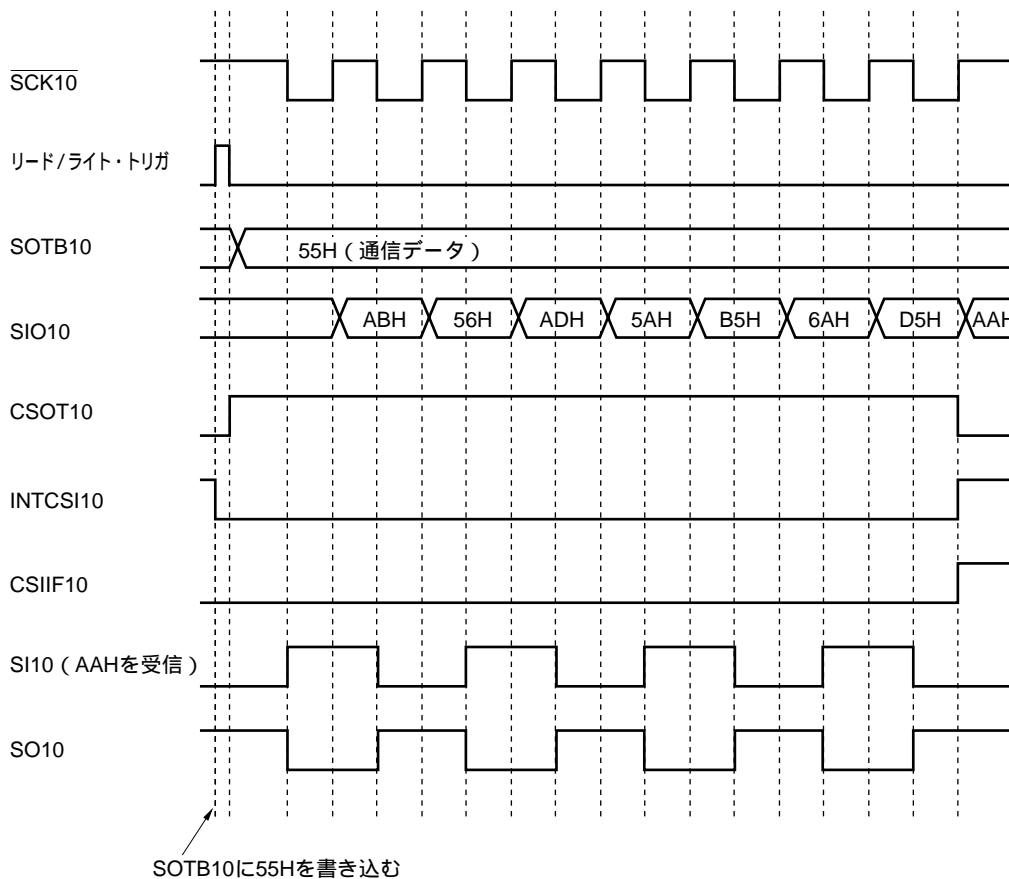 SCK10
リード/ライト・トリガ
SOTB10
55H（通信データ）
SIO10
ABH 56H ADH 5AH B5H 6AH D5H AAH
CSOT10
INTCSI10
CSIIF10
SI10（AAHを受信）
SO10
SOTB10に55Hを書き込む